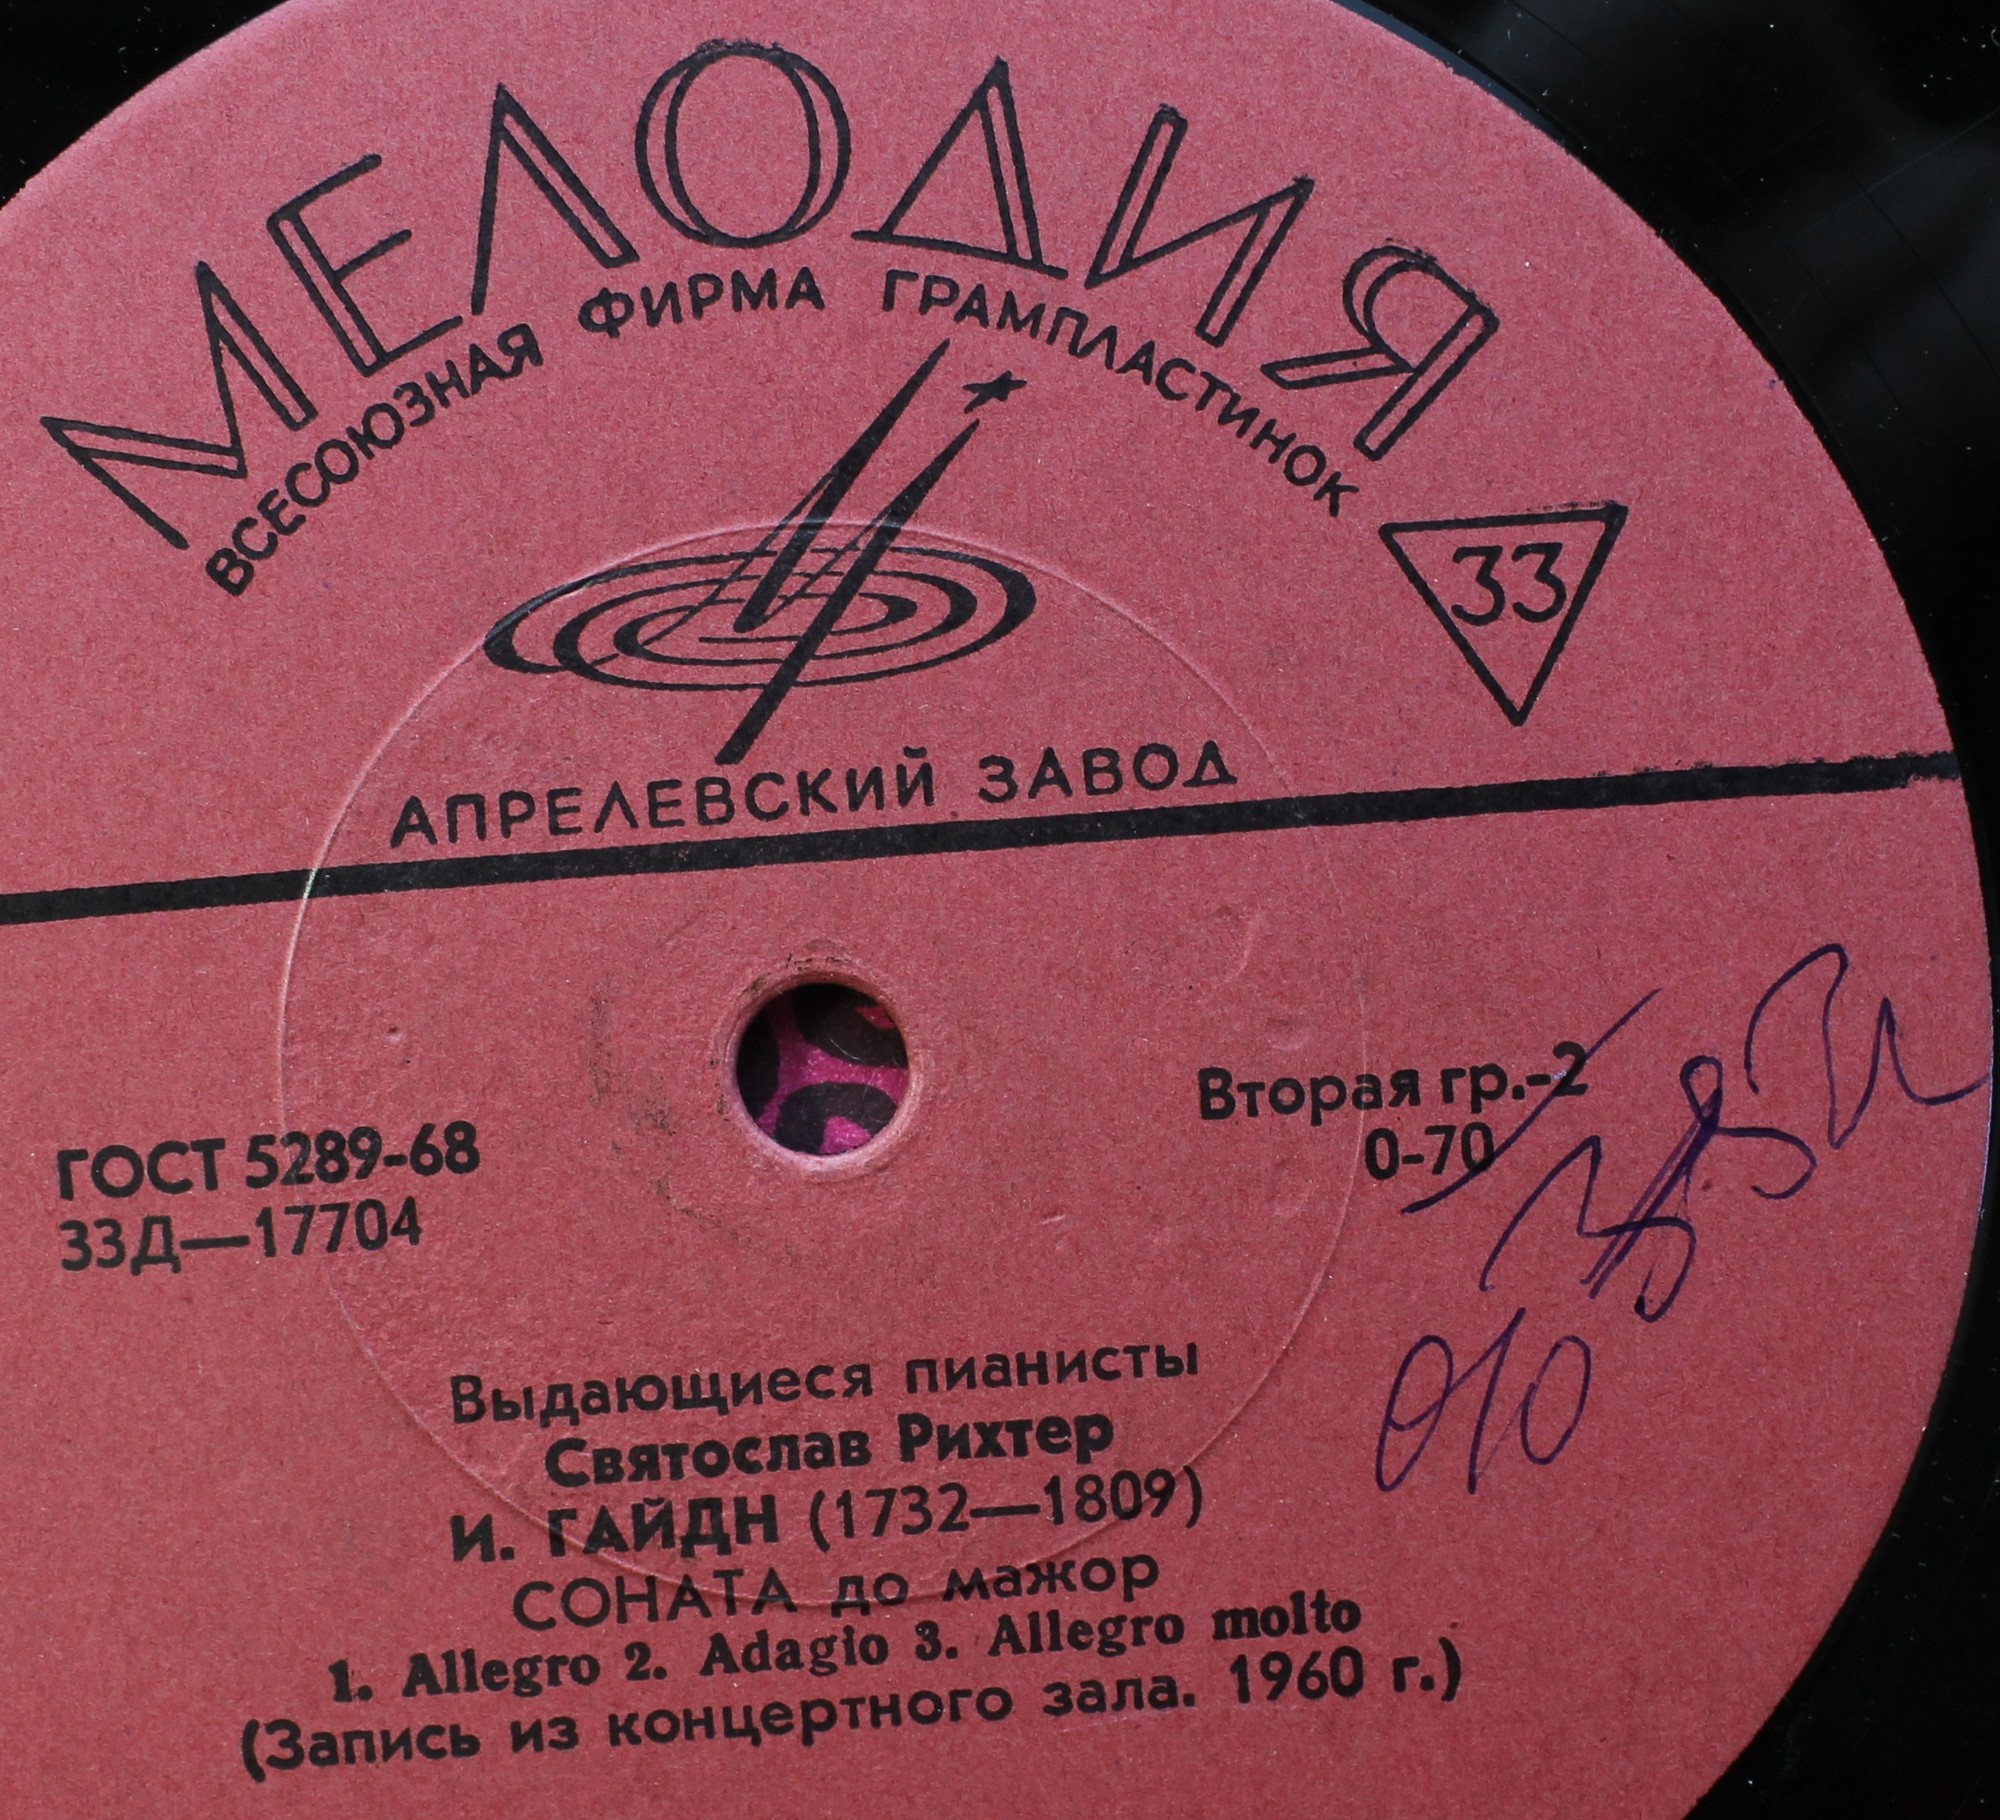 МЕЛОДИЯ
ВСЕСОЮЗНАЯ ФИРМА ГРАМПЛАСТИНОК
33
АПРЕЛЕВСКИЙ ЗАВОД
ГОСТ 5289-68
33Д—17704
Вторая гр.-2
0-70
Выдающиеся пианисты
Святослав Рихтер
И. ГАЙДН (1732—1809)
СОНАТА до мажор
1. Allegro 2. Adagio 3. Allegro molto
(Запись из концертного зала. 1960 г.)